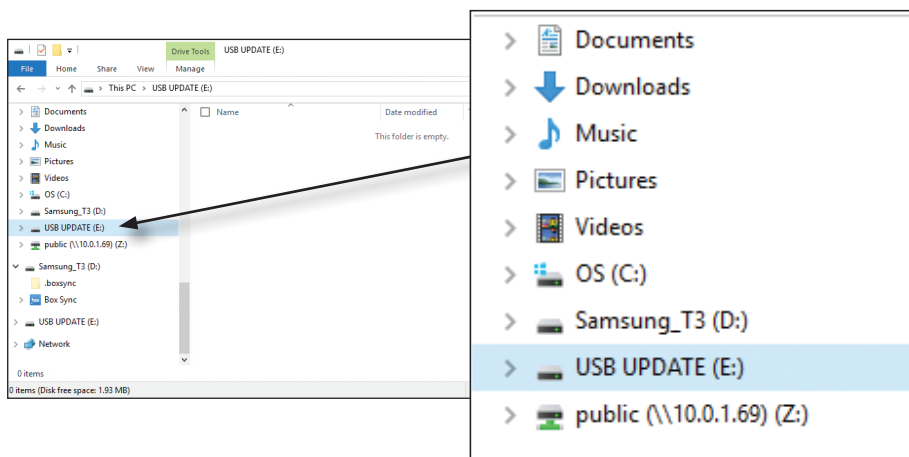 Drive Tools USB UPDATE (E:)
File Home Share View Manage
This PC > USB UPDATE (E:)
Documents
Downloads
Music
Pictures
Videos
OS (C:)
Samsung_T3 (D:)
USB UPDATE (E:)
public (\\10.0.1.69) (Z:)
Samsung_T3 (D:)
.boxsync
Box Sync
USB UPDATE (E:)
Network
Name Date modified
This folder is empty.
0 items
0 items (Disk free space: 1.93 MB)
Documents
Downloads
Music
Pictures
Videos
OS (C:)
Samsung_T3 (D:)
USB UPDATE (E:)
public (\\10.0.1.69) (Z:)